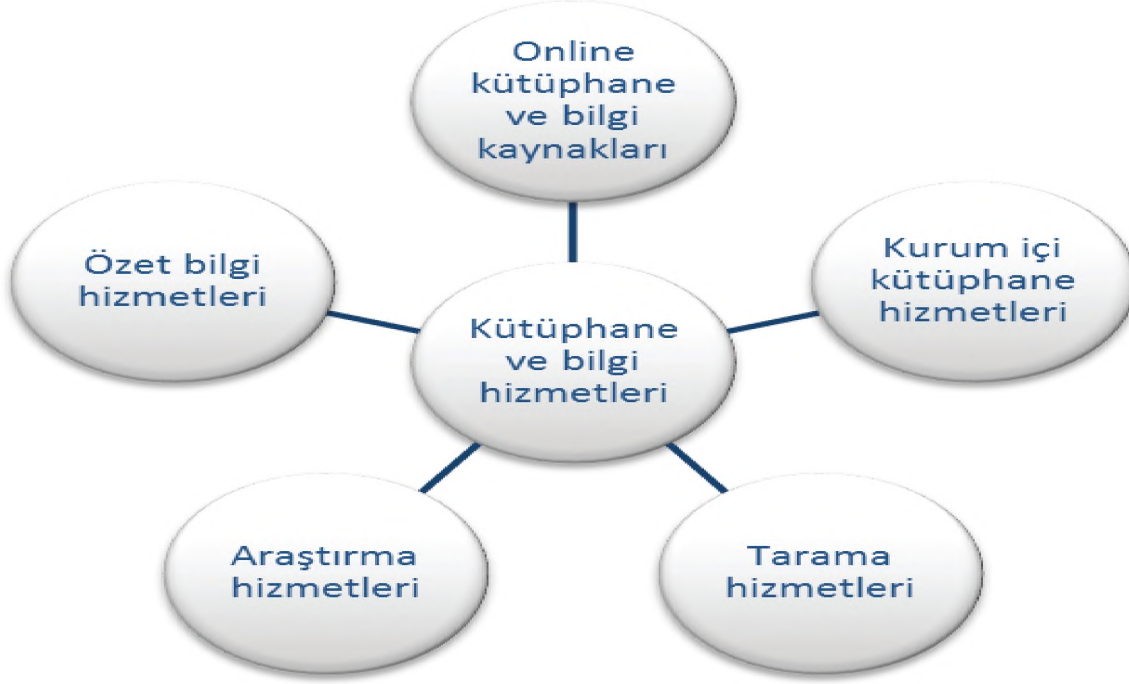 Online
kütüphane
ve bilgi
kaynakları
Özet bilgi
hizmetleri
Kurum içi
kütüphane
hizmetleri
Kütüphane
ve bilgi
hizmetleri
Araştırma
hizmetleri
Tarama
hizmetleri